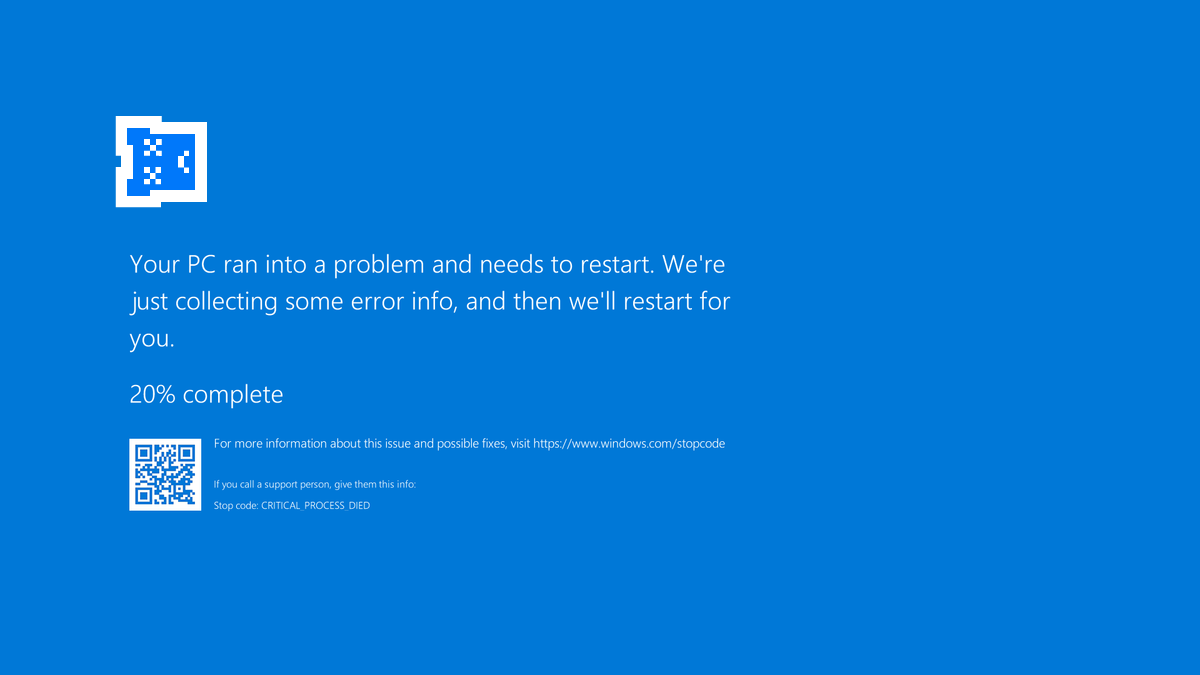 Your PC ran into a problem and needs to restart. We're
just collecting some error info, and then we'll restart for
you.
20% complete
For more information about this issue and possible fixes, visit https://www.windows.com/stopcode
If you call a support person, give them this info:
Stop code: CRITICAL_PROCESS_DIED